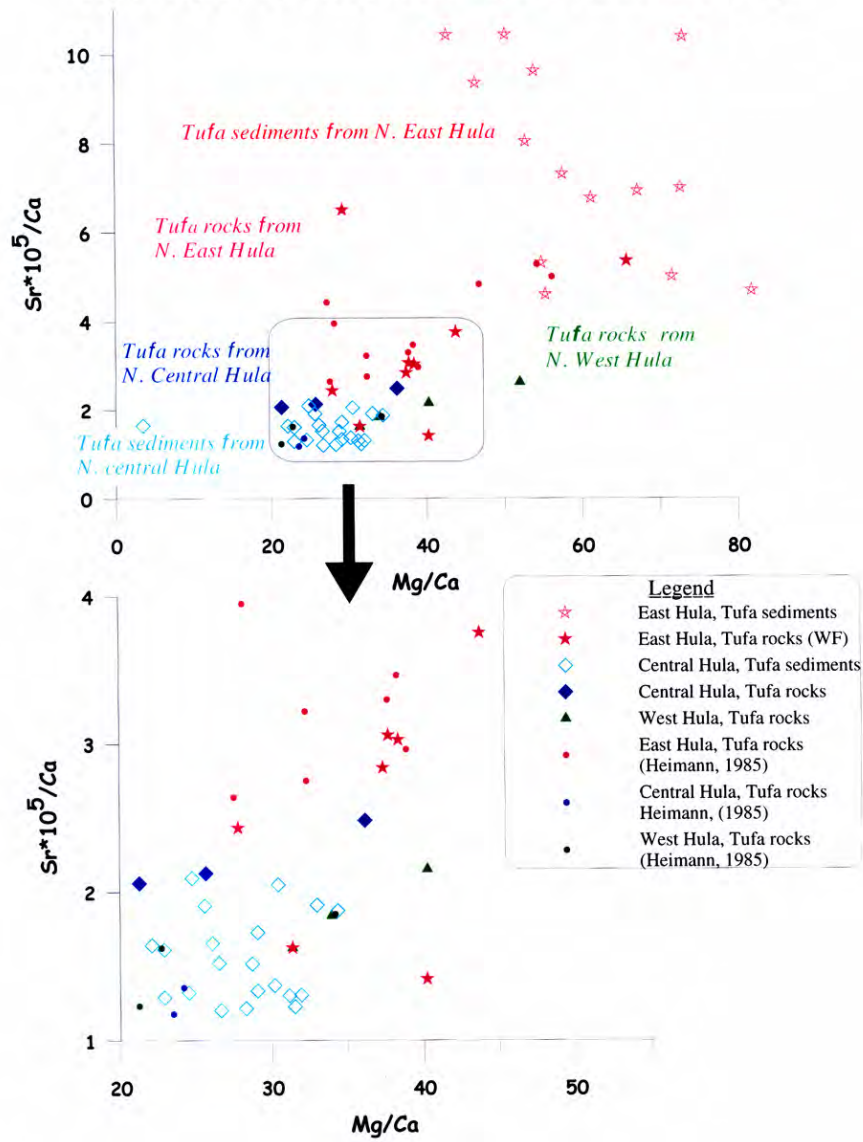 10
8
6
4
2
0
Sr*10^5/Ca
Tufa sediments from N. East Hula
Tufa rocks from
N. East Hula
Tufa rocks from
N. Central Hula
Tufa rocks rom
N. West Hula
Tufa sediments from
N. central Hula
0 20 40 60 80
Mg/Ca
4
3
2
1
Sr*10^5/Ca
20 30 40 50
Mg/Ca
Legend
East Hula, Tufa sediments
East Hula, Tufa rocks (WF)
Central Hula, Tufa sediments
Central Hula, Tufa rocks
West Hula, Tufa rocks
East Hula, Tufa rocks
(Heimann, 1985)
Central Hula, Tufa rocks
Heimann, (1985)
West Hula, Tufa rocks
(Heimann, 1985)